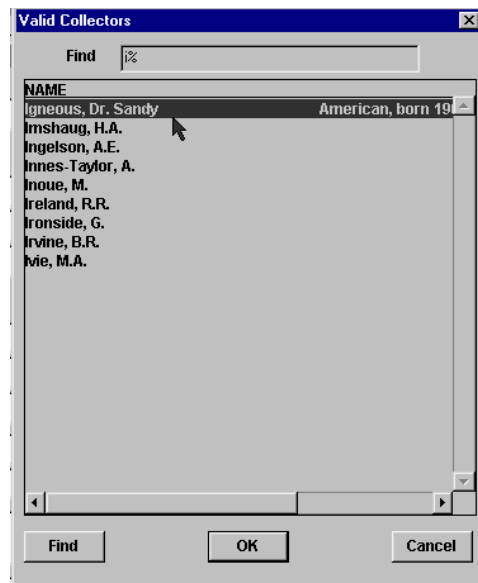 Valid Collectors
Find i%
NAME
Igneous, Dr. Sandy American, born 19
Imshaug, H.A.
Ingelson, A.E.
Innes-Taylor, A.
Inoue, M.
Ireland, R.R.
Ironside, G.
Irvine, B.R.
Ivie, M.A.
Find OK Cancel